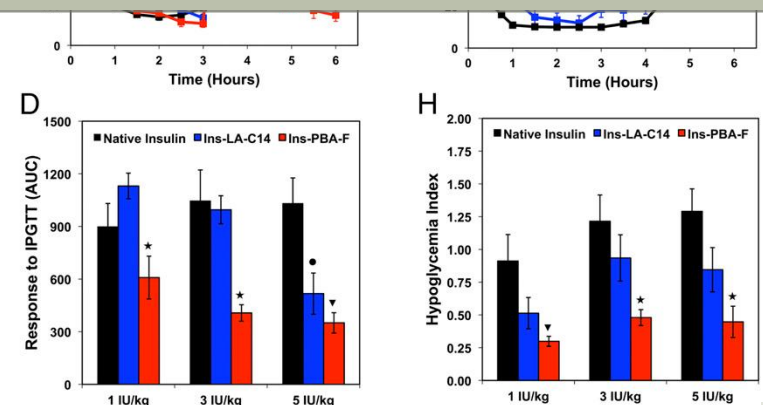 20
0
0 1 2 3 4 5 6
Time (Hours)
0
0 1 2 3 4 5 6
Time (Hours)
D
1500
1200
900
600
300
0
Response to IPGTT (AUC)
Native Insulin Ins-LA-C14 Ins-PBA-F
1 IU/kg 3 IU/kg 5 IU/kg
H
2.00
1.75
1.50
1.25
1.00
0.75
0.50
0.25
0.00
Hypoglycemia Index
Native Insulin Ins-LA-C14 Ins-PBA-F
1 IU/kg 3 IU/kg 5 IU/kg